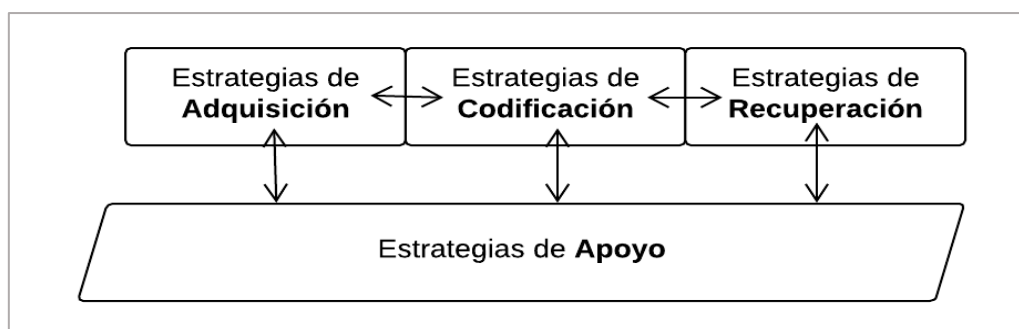 Estrategias de
Adquisición
Estrategias de
Codificación
Estrategias de
Recuperación
Estrategias de Apoyo